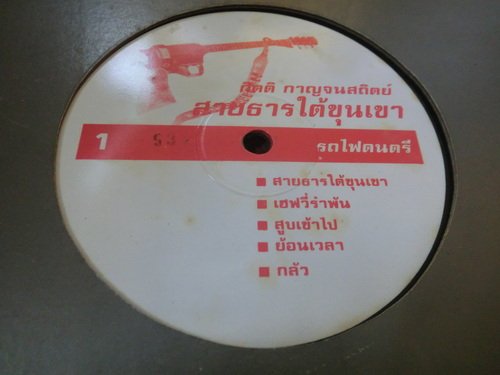 กิตติ กาญจนสถิตย์
สายธารใต้ขุนเขา
1 53 รถไฟดนตรี
สายธารใต้ขุนเขา
เฮฟวี่รำพัน
สูบเข้าไป
ย้อนเวลา
กลัว